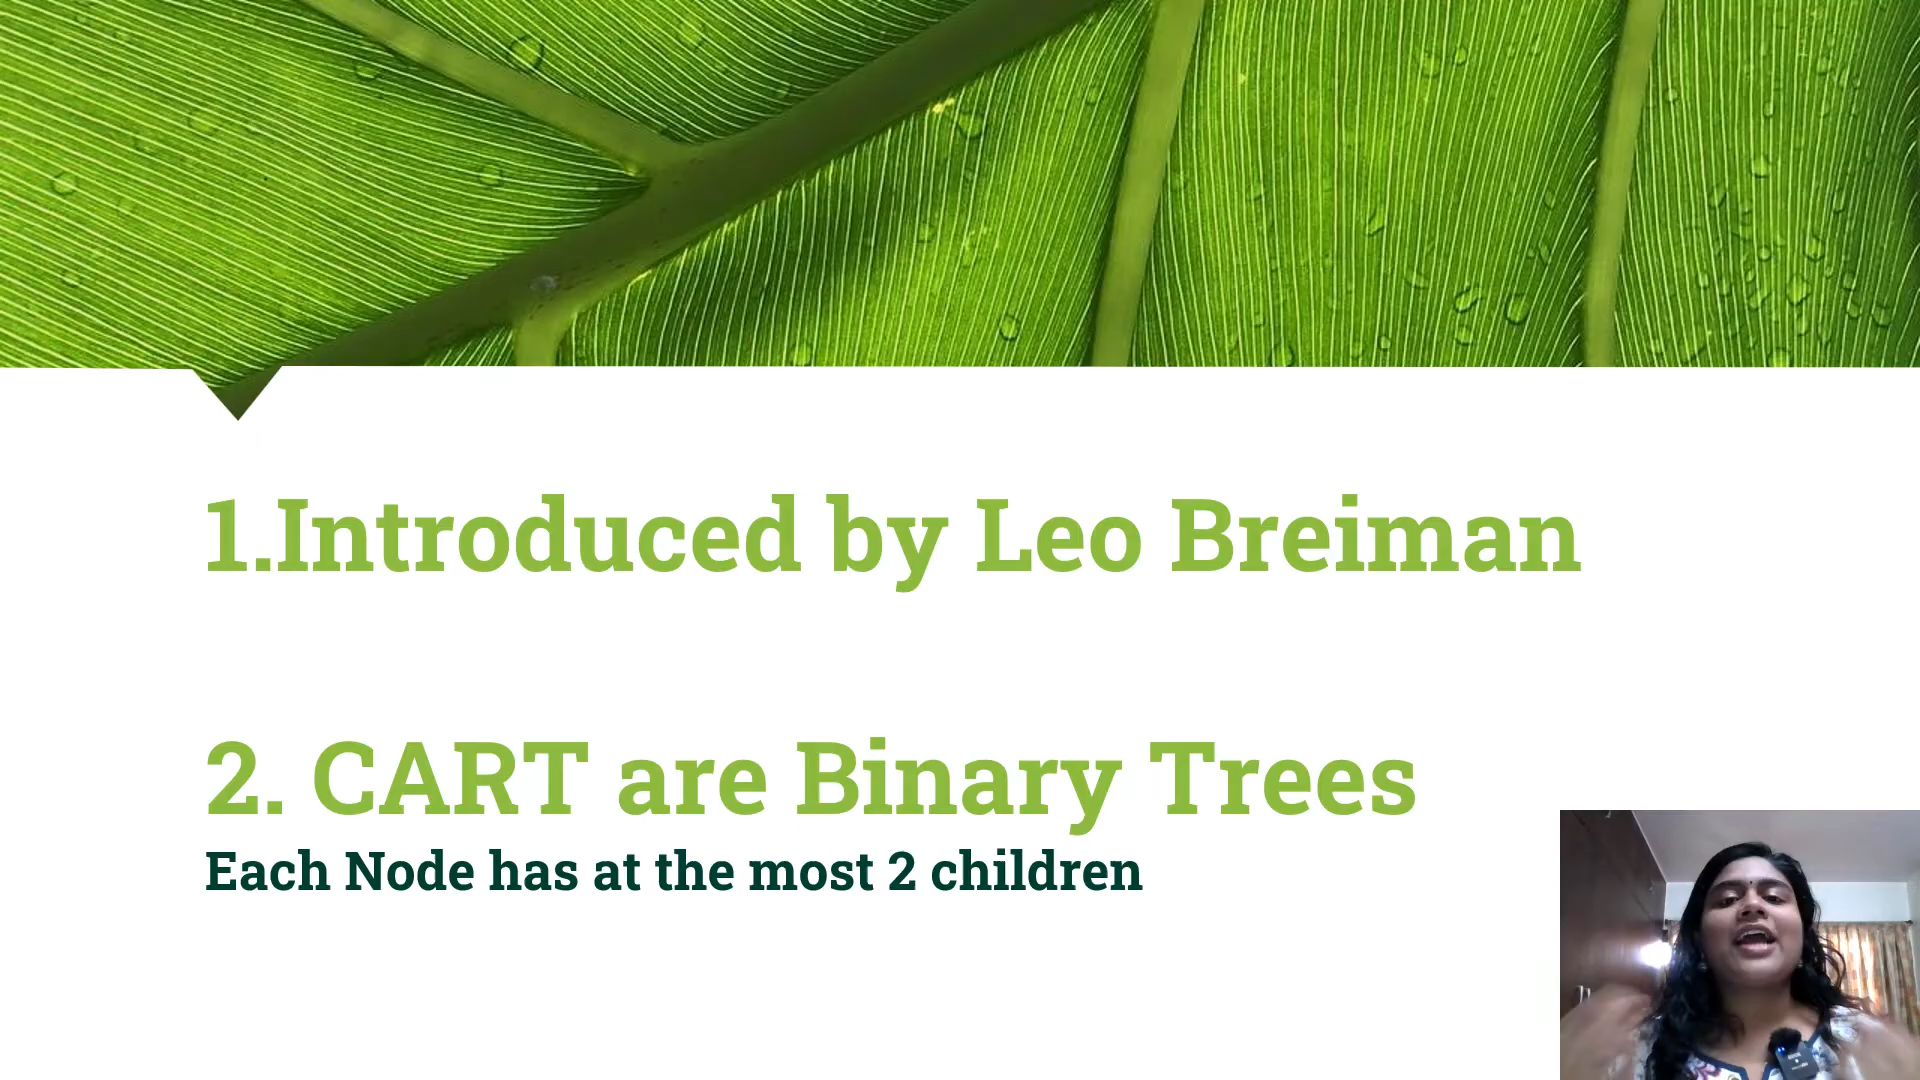 1.Introduced by Leo Breiman
2. CART are Binary Trees
Each Node has at the most 2 children